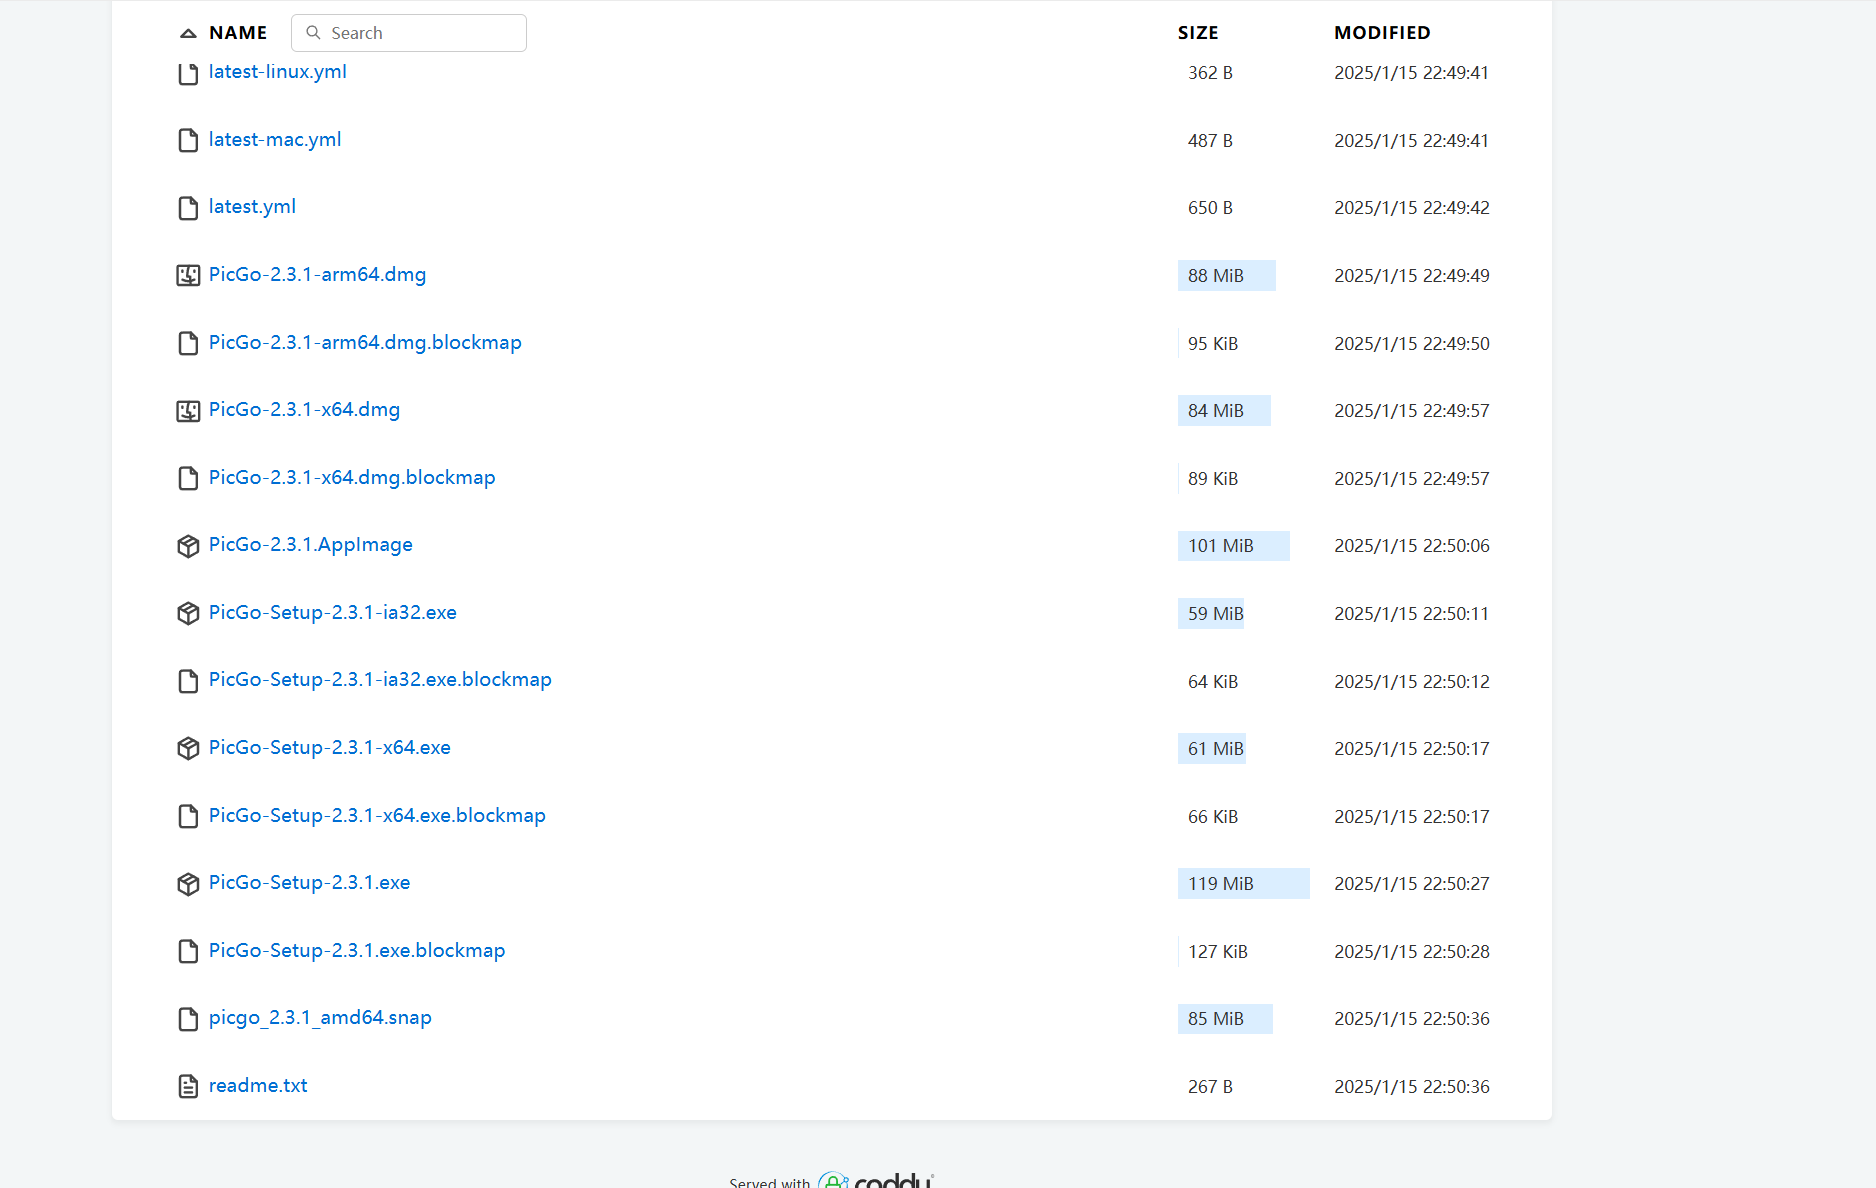 NAME Search SIZE MODIFIED
latest-linux.yml 362 B 2025/1/15 22:49:41
latest-mac.yml 487 B 2025/1/15 22:49:41
latest.yml 650 B 2025/1/15 22:49:42
PicGo-2.3.1-arm64.dmg 88 MiB 2025/1/15 22:49:49
PicGo-2.3.1-arm64.dmg.blockmap 95 KiB 2025/1/15 22:49:50
PicGo-2.3.1-x64.dmg 84 MiB 2025/1/15 22:49:57
PicGo-2.3.1-x64.dmg.blockmap 89 KiB 2025/1/15 22:49:57
PicGo-2.3.1.AppImage 101 MiB 2025/1/15 22:50:06
PicGo-Setup-2.3.1-ia32.exe 59 MiB 2025/1/15 22:50:11
PicGo-Setup-2.3.1-ia32.exe.blockmap 64 KiB 2025/1/15 22:50:12
PicGo-Setup-2.3.1-x64.exe 61 MiB 2025/1/15 22:50:17
PicGo-Setup-2.3.1-x64.exe.blockmap 66 KiB 2025/1/15 22:50:17
PicGo-Setup-2.3.1.exe 119 MiB 2025/1/15 22:50:27
PicGo-Setup-2.3.1.exe.blockmap 127 KiB 2025/1/15 22:50:28
picgo_2.3.1_amd64.snap 85 MiB 2025/1/15 22:50:36
readme.txt 267 B 2025/1/15 22:50:36
Served with caddy